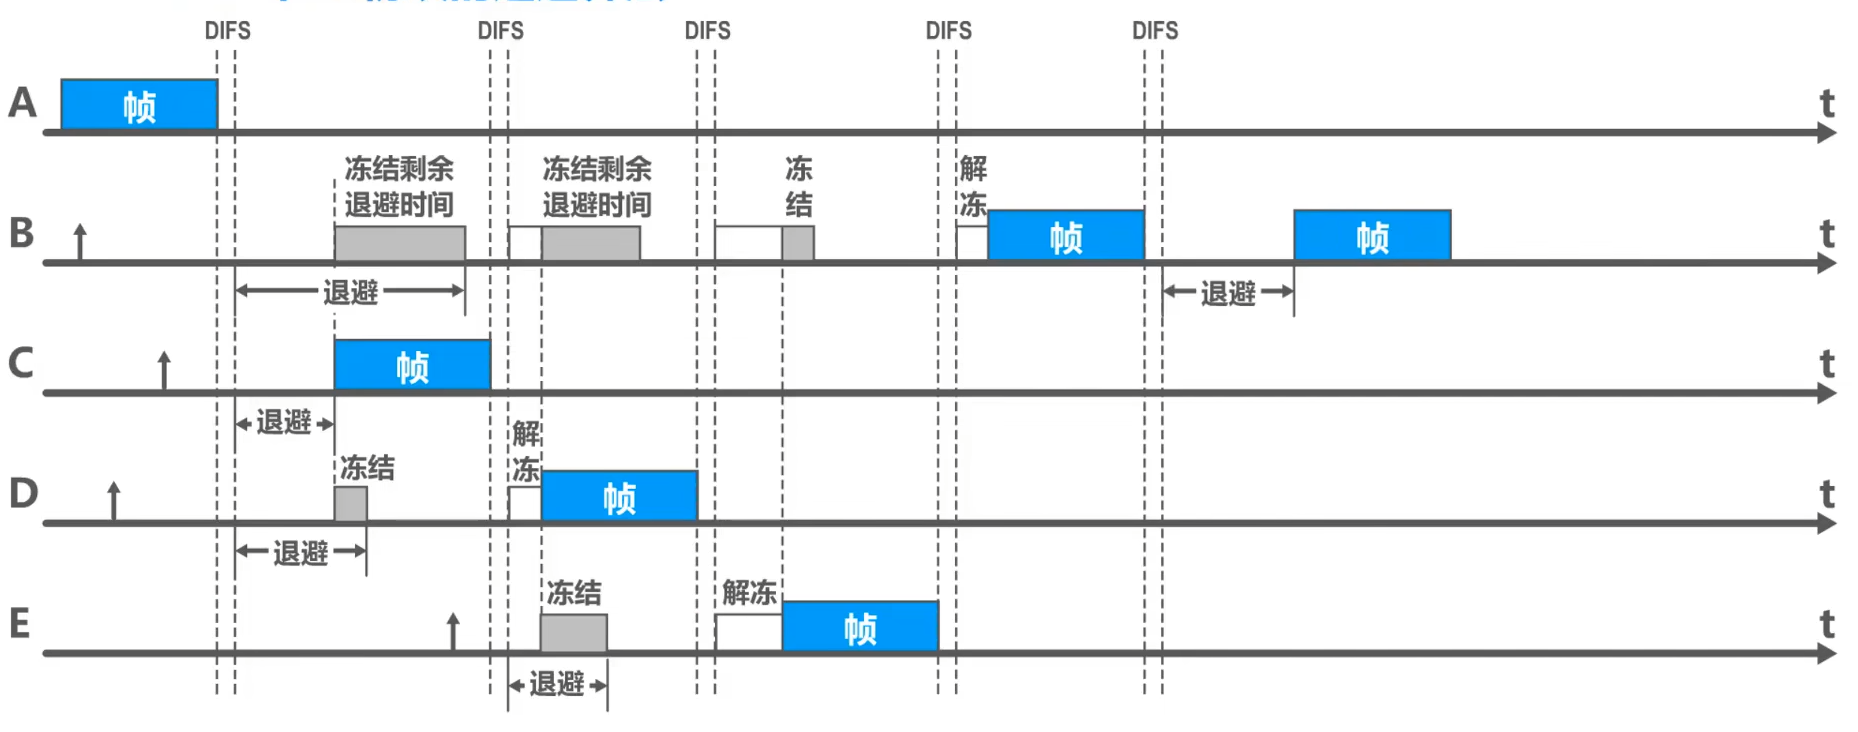 DIFS DIFS DIFS DIFS DIFS
A 帧 t
冻结剩余 冻结剩余 冻 解
退避时间 退避时间 结 冻
B 帧 帧 t
退避 退避
C 帧 t
退避 解
冻结 冻
D 帧 t
退避
冻结 解冻
E 帧 t
退避